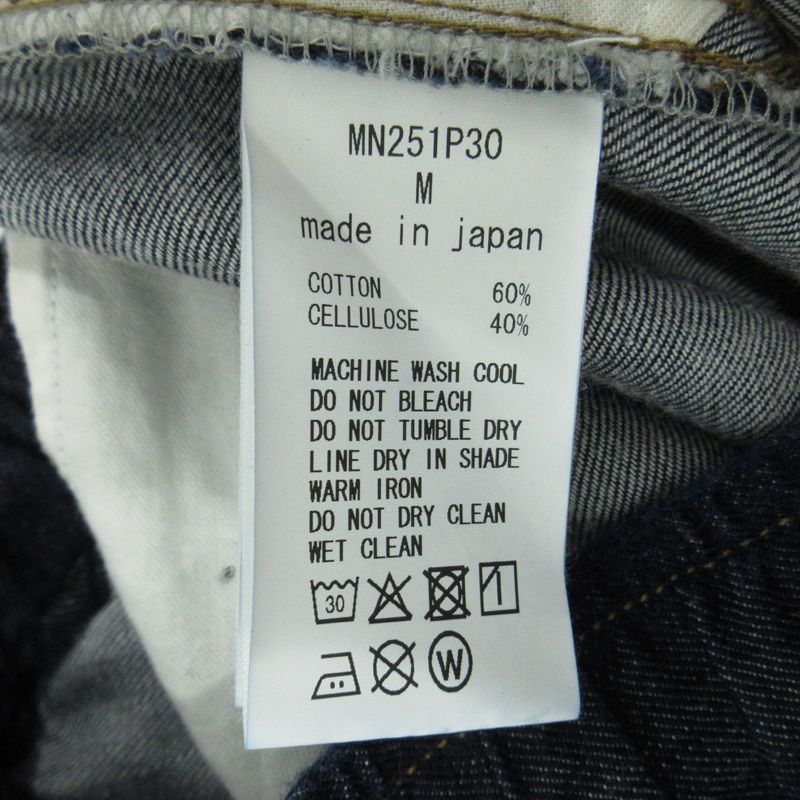 MN251P30
M
made in japan
COTTON 60%
CELLULOSE 40%
MACHINE WASH COOL
DO NOT BLEACH
DO NOT TUMBLE DRY
LINE DRY IN SHADE
WARM IRON
DO NOT DRY CLEAN
WET CLEAN
30
W